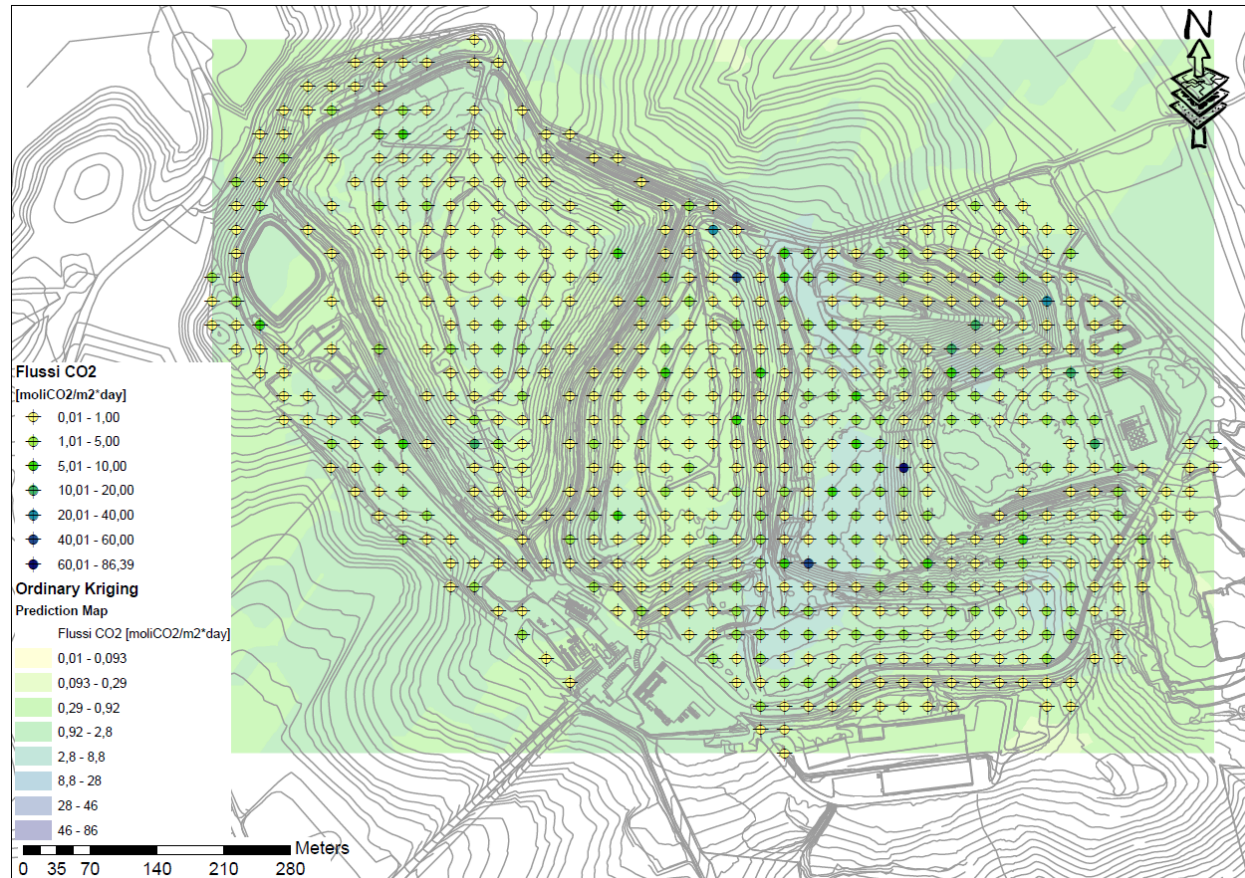 N
Flussi CO2
[moliCO2/m2*day]
0,01 - 1,00
1,01 - 5,00
5,01 - 10,00
10,01 - 20,00
20,01 - 40,00
40,01 - 60,00
60,01 - 86,39
Ordinary Kriging
Prediction Map
Flussi CO2 [moliCO2/m2*day]
0,01 - 0,093
0,093 - 0,29
0,29 - 0,92
0,92 - 2,8
2,8 - 8,8
8,8 - 28
28 - 46
46 - 86
Meters
0 35 70 140 210 280